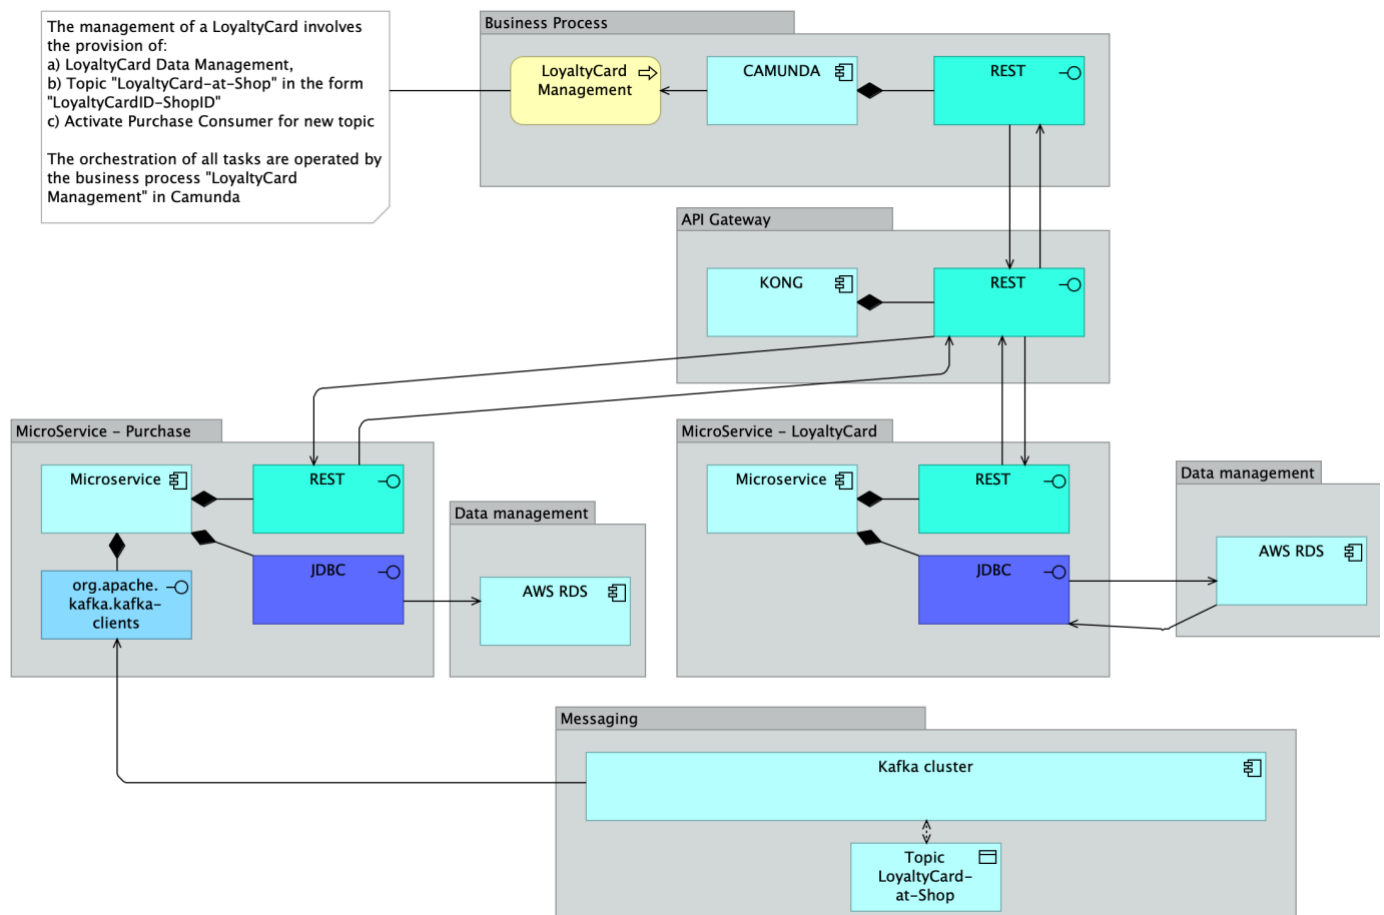 The management of a LoyaltyCard involves
the provision of:
a) LoyaltyCard Data Management,
b) Topic "LoyaltyCard-at-Shop" in the form
"LoyaltyCardID-ShopID"
c) Activate Purchase Consumer for new topic
The orchestration of all tasks are operated by
the business process "LoyaltyCard
Management" in Camunda
Business Process
LoyaltyCard
Management
CAMUNDA
REST
API Gateway
KONG
REST
MicroService - Purchase
Microservice
REST
JDBC
org.apache.
kafka.kafka-
clients
Data management
AWS RDS
MicroService - LoyaltyCard
Microservice
REST
JDBC
Data management
AWS RDS
Messaging
Kafka cluster
Topic
LoyaltyCard-
at-Shop